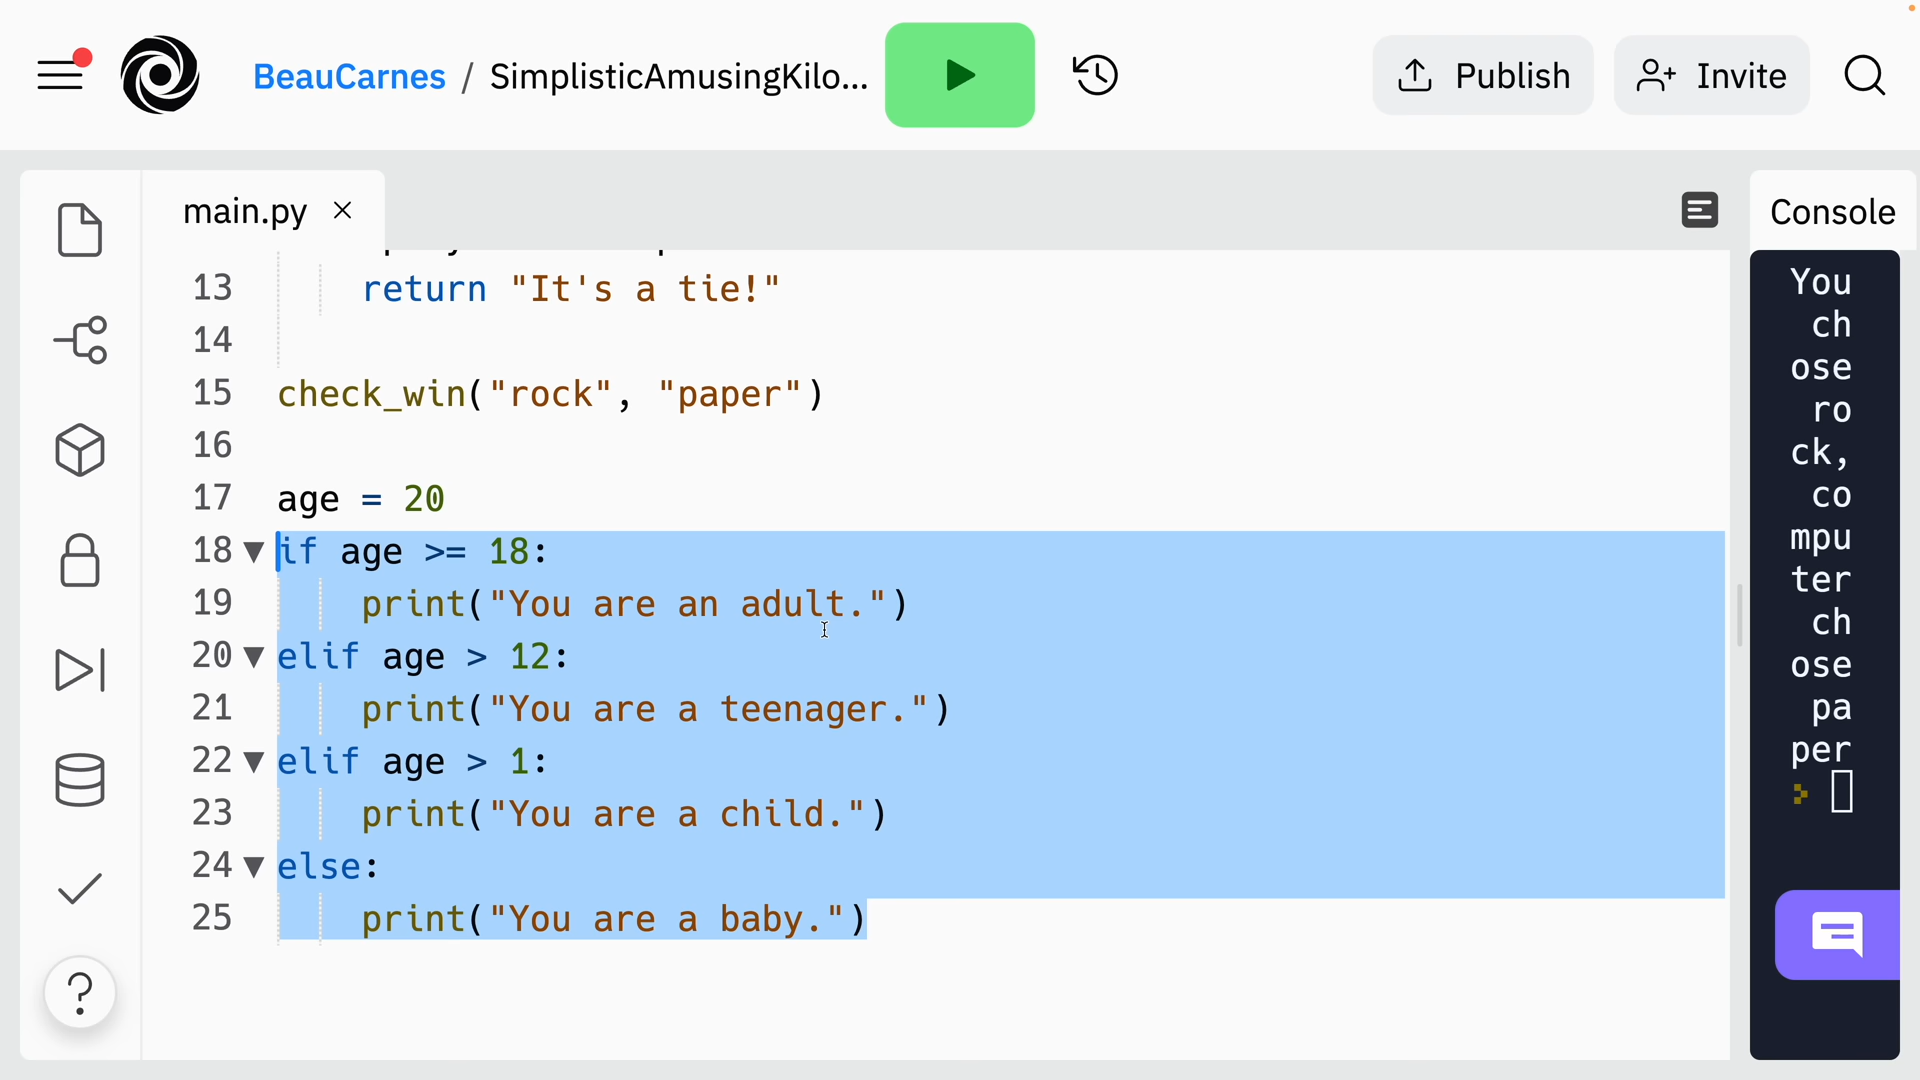 BeauCarnes / SimplisticAmusingKilo...
Publish
Invite
main.py
Console
13 return "It's a tie!"
14
15 check_win("rock", "paper")
16
17 age = 20
18 if age >= 18:
19 print("You are an adult.")
20 elif age > 12:
21 print("You are a teenager.")
22 elif age > 1:
23 print("You are a child.")
24 else:
25 print("You are a baby.")
You
ch
ose
ro
ck,
co
mpu
ter
ch
ose
pa
per
?